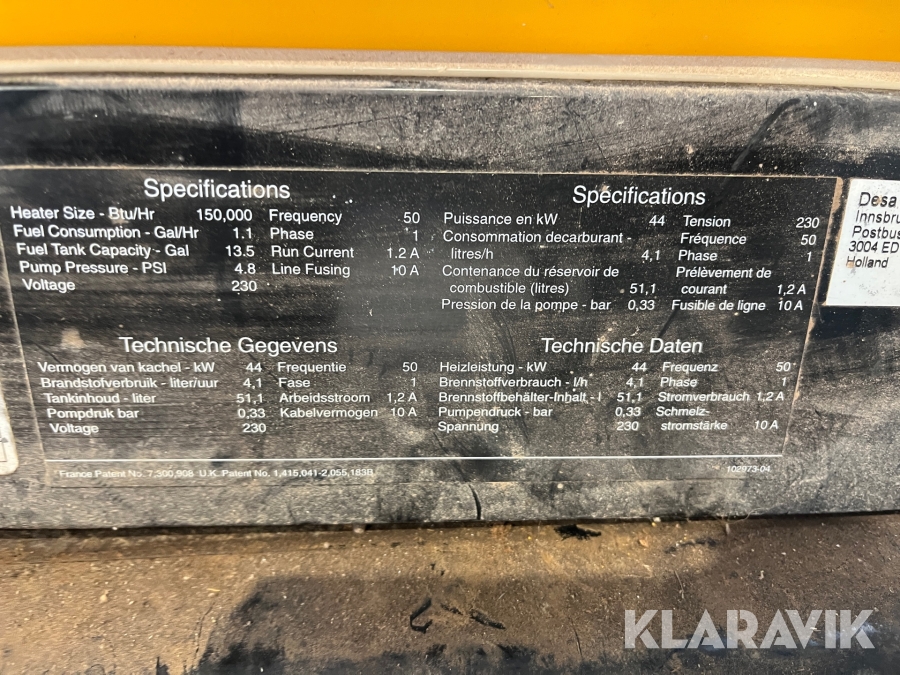 Specifications
Heater Size - Btu/Hr 150,000 Frequency 50
Fuel Consumption - Gal/Hr 1.1 Phase 1
Fuel Tank Capacity - Gal 13.5 Run Current 1.2 A
Pump Pressure - PSI 4.8 Line Fusing 10 A
Voltage 230
Specifications
Puissance en kW 44 Tension 230
Consommation decarburant - Fréquence 50
litres/h 4,1 Phase 1
Contenance du réservoir de Prélèvement de
combustible (litres) 51,1 courant 1,2 A
Pression de la pompe - bar 0,33 Fusible de ligne 10 A
Technische Gegevens
Vermogen van kachel - kW 44 Frequentie 50
Brandstofverbruik - liter/uur 4,1 Fase 1
Tankinhoud - liter 51,1 Arbeidsstroom 1,2 A
Pompdruk bar 0,33 Kabelvermogen 10 A
Voltage 230
Technische Daten
Heizleistung - kW 44 Frequenz 50
Brennstoffverbrauch - l/h 4,1 Phase 1
Brennstoffbehälter-Inhalt - l 51,1 Stromverbrauch 1,2 A
Pumpendruck - bar 0,33 Schmelz-
Spannung 230 stromstärke 10 A
France Patent No. 7,300,908 U.K. Patent No. 1,415,041-2,055,183B
102973-04
Desa
Innsbru
Postbus
3004 ED
Holland
KLARAVIK